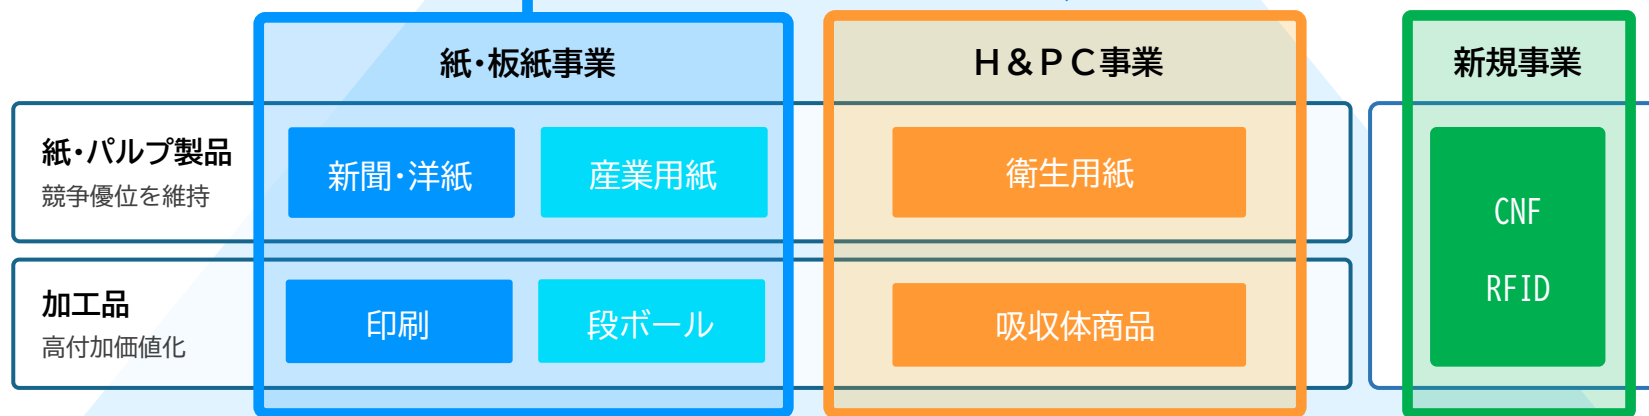 紙・板紙事業
H&PC事業
新規事業
紙・パルプ製品
競争優位を維持
新聞・洋紙
産業用紙
衛生用紙
CNF
RFID
加工品
高付加価値化
印刷
段ボール
吸収体商品